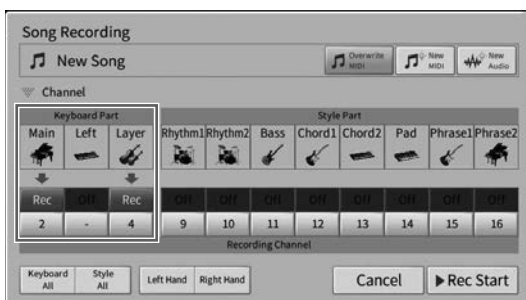 Song Recording
New Song
Overwrite MIDI
New MIDI
New Audio
Channel
Keyboard Part Style Part
Main Left Layer Rhythm1 Rhythm2 Bass Chord1 Chord2 Pad Phrase1 Phrase2
Rec Off Rec Off Off Off Off Off Off Off Off
2 - 4 9 10 11 12 13 14 15 16
Recording Channel
Keyboard All Style All Left Hand Right Hand Cancel ▶Rec Start